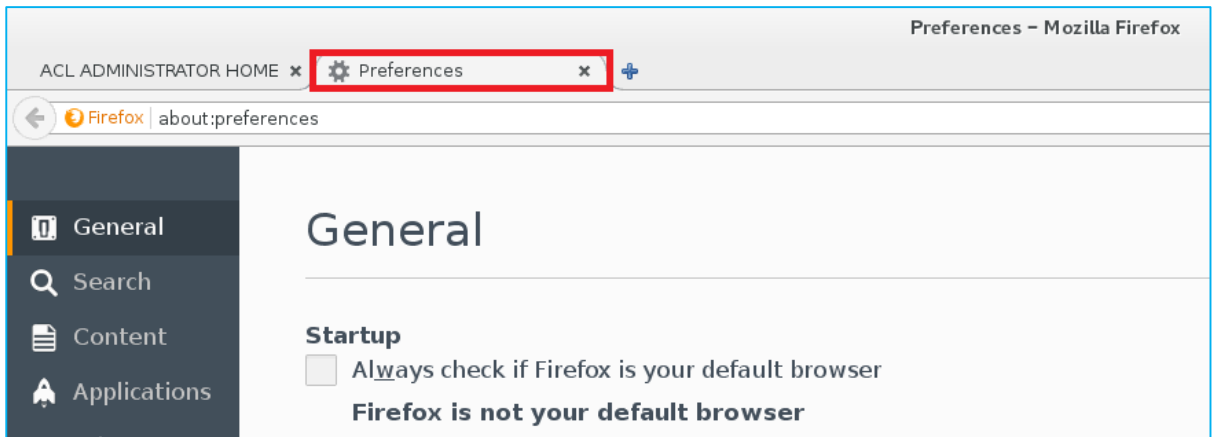 Preferences – Mozilla Firefox
ACL ADMINISTRATOR HOME Preferences
Firefox about:preferences
General
General
Search
Content
Startup
Always check if Firefox is your default browser
Applications
Firefox is not your default browser